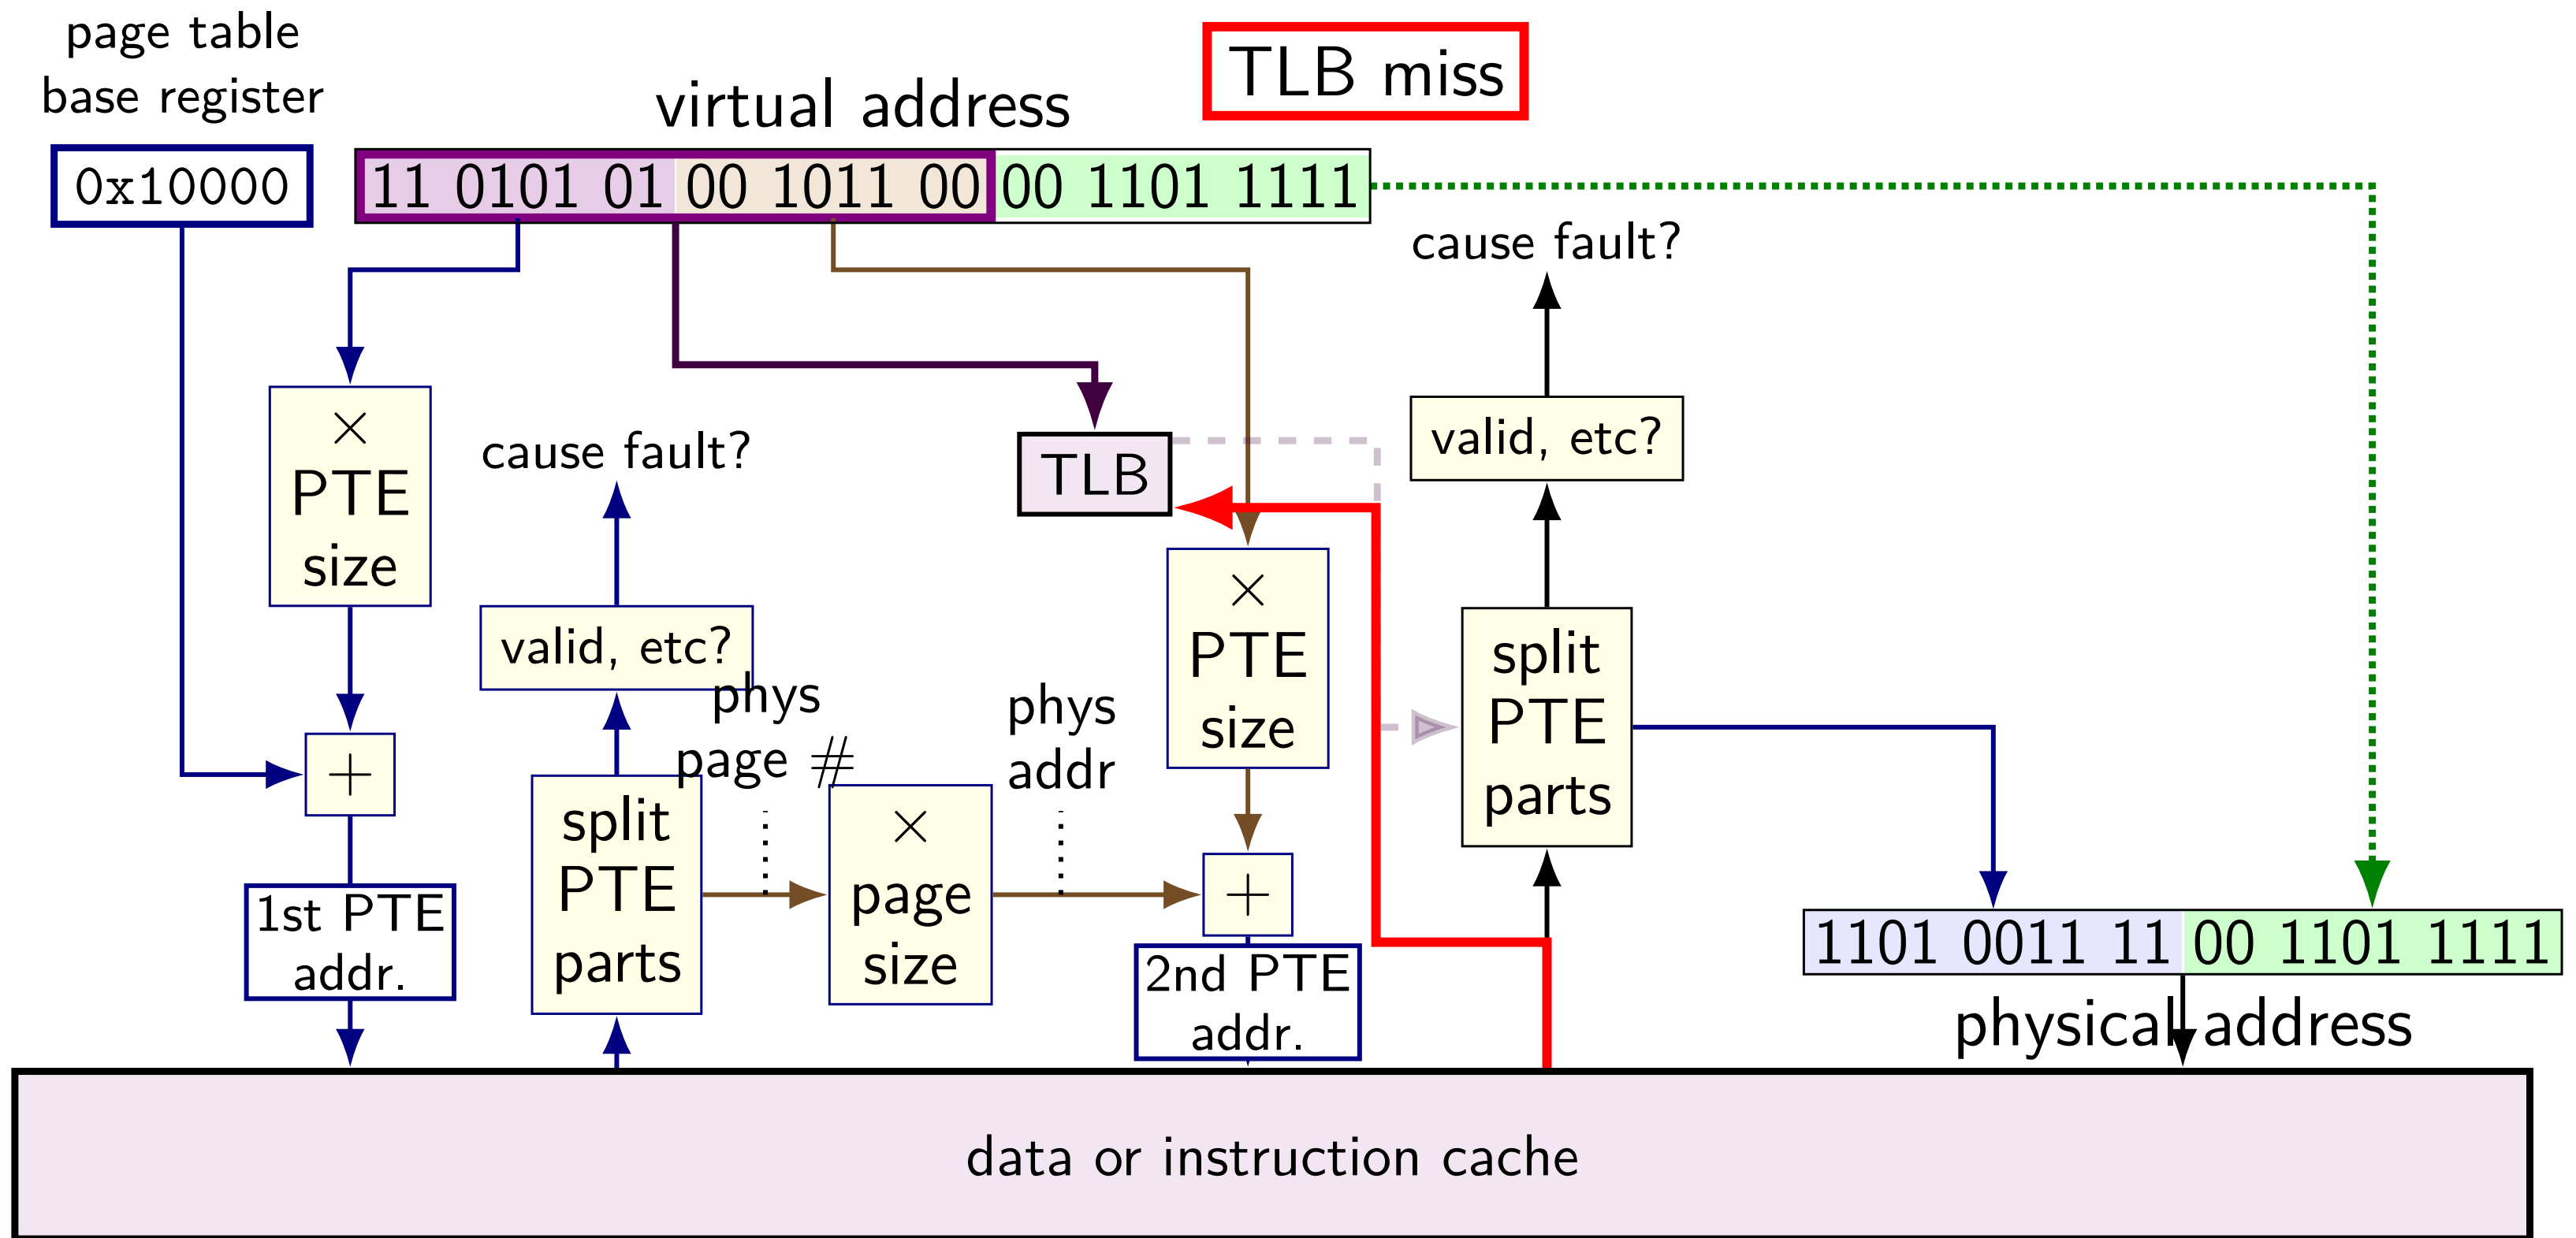 page table
base register
0x10000
virtual address
11 0101 01 00 1011 00 00 1101 1111
TLB miss
cause fault?
valid, etc?
×
PTE
size
cause fault?
valid, etc?
TLB
×
PTE
size
split
PTE
parts
phys
page #
phys
addr
+
split
PTE
parts
×
page
size
+
1st PTE
addr.
2nd PTE
addr.
1101 0011 11 00 1101 1111
physical address
data or instruction cache